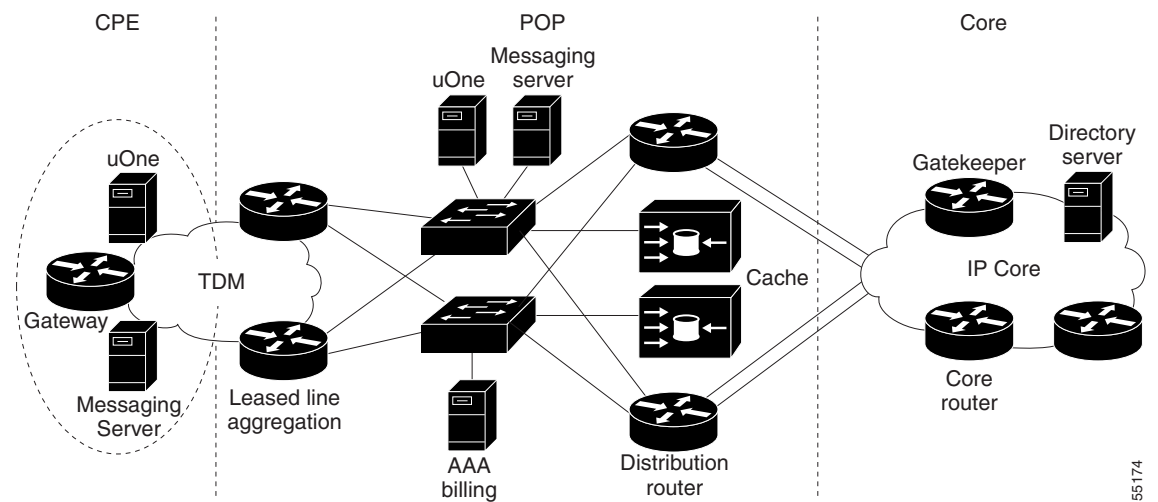 CPE
POP
Core
uOne
Messaging
server
uOne
Gatekeeper
Directory
server
TDM
Gateway
IP Core
Cache
Messaging
Server
Leased line
aggregation
AAA
billing
Distribution
router
Core
router
55174